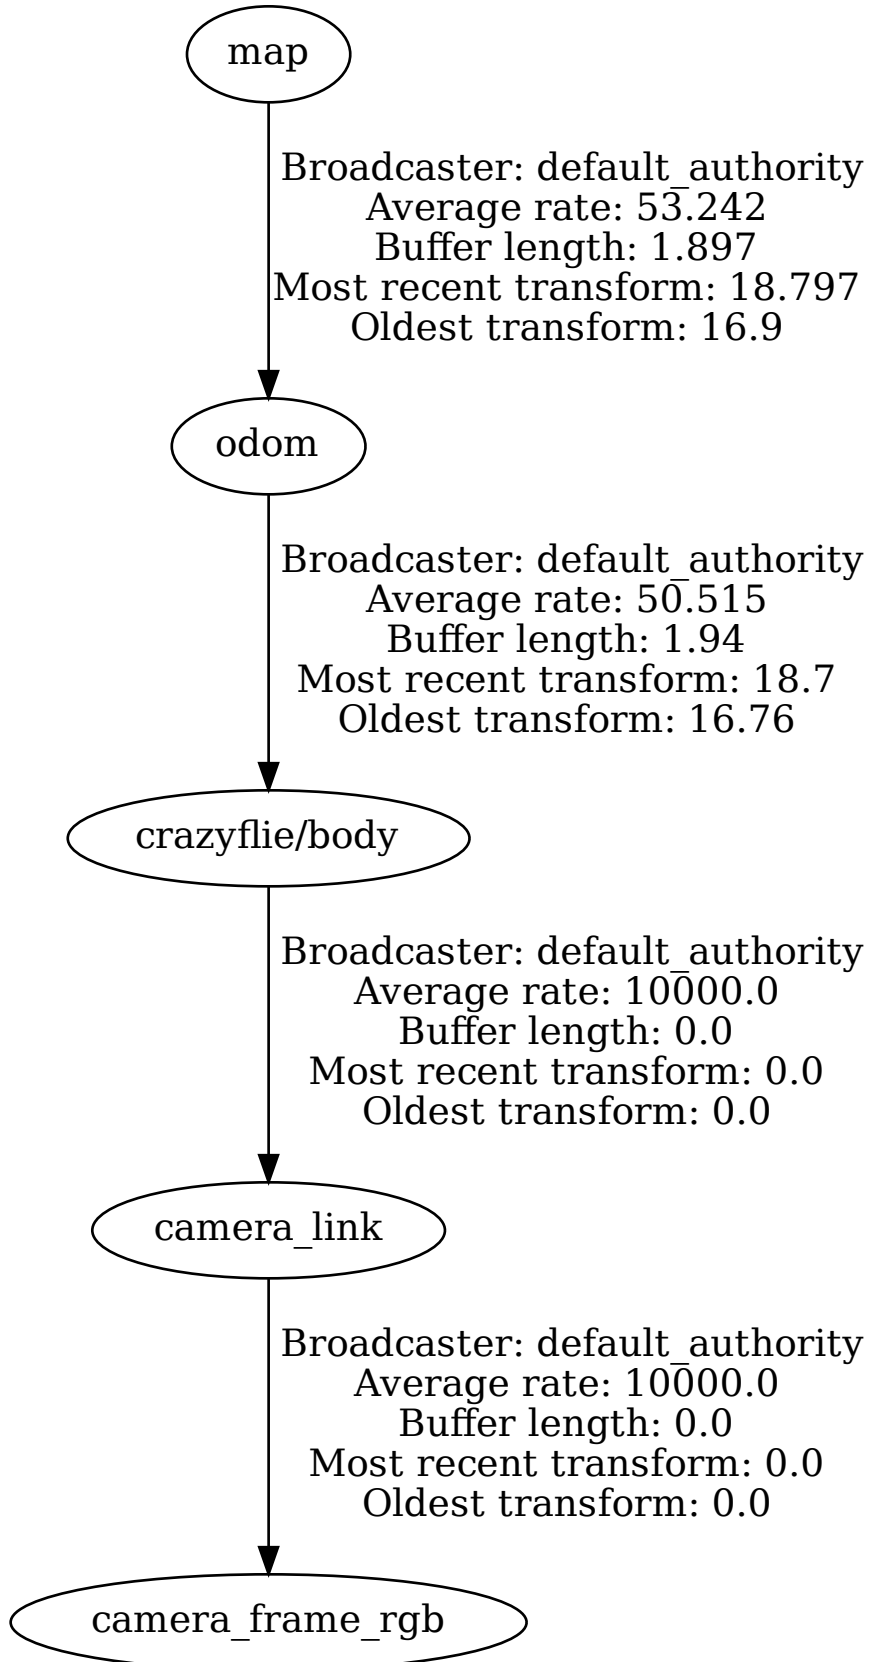 map
Broadcaster: default_authority
Average rate: 53.242
Buffer length: 1.897
Most recent transform: 18.797
Oldest transform: 16.9
odom
Broadcaster: default_authority
Average rate: 50.515
Buffer length: 1.94
Most recent transform: 18.7
Oldest transform: 16.76
crazyflie/body
Broadcaster: default_authority
Average rate: 10000.0
Buffer length: 0.0
Most recent transform: 0.0
Oldest transform: 0.0
camera_link
Broadcaster: default_authority
Average rate: 10000.0
Buffer length: 0.0
Most recent transform: 0.0
Oldest transform: 0.0
camera_frame_rgb